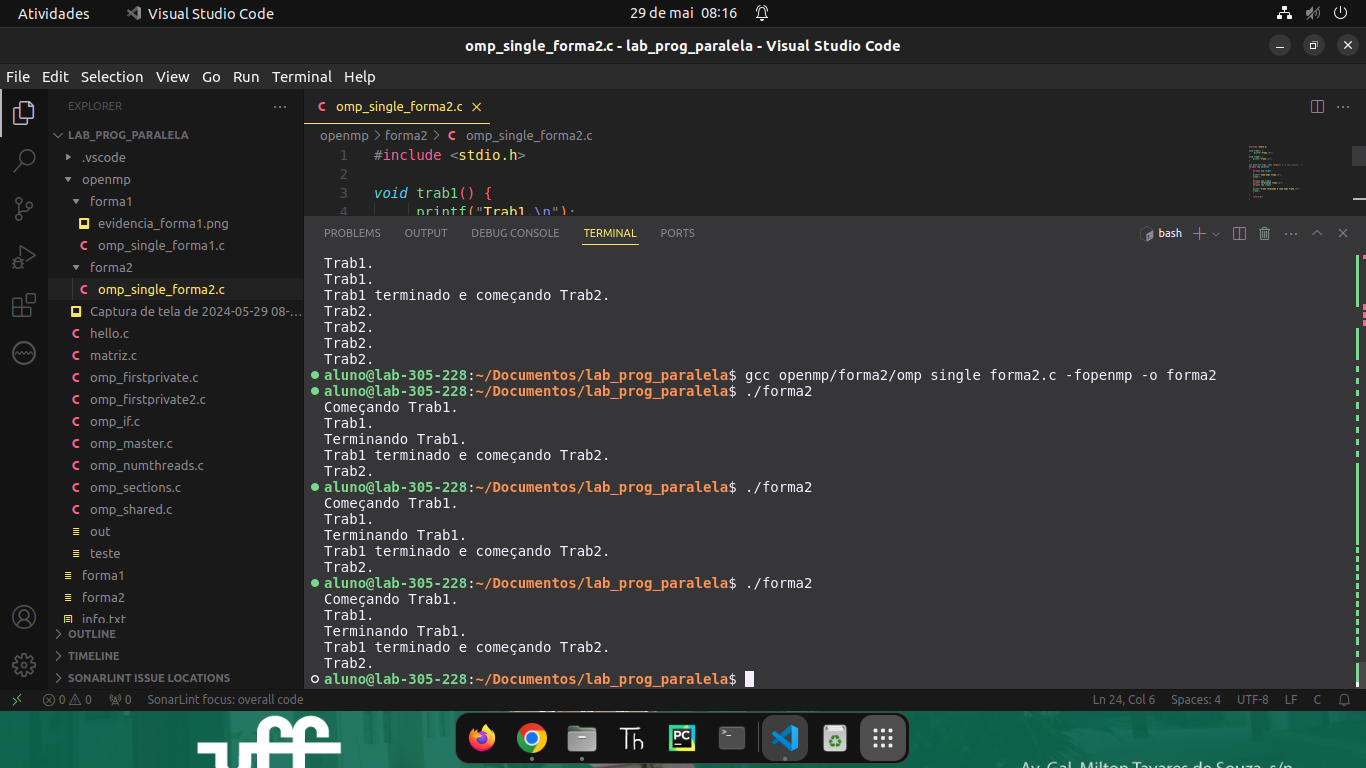 Atividades
Visual Studio Code
29 de mai 08:16
omp_single_forma2.c - lab_prog_paralela - Visual Studio Code
File Edit Selection View Go Run Terminal Help
EXPLORER
LAB_PROG_PARALELA
.vscode
openmp
forma1
evidencia_forma1.png
omp_single_forma1.c
forma2
omp_single_forma2.c
Captura de tela de 2024-05-29 08-...
hello.c
matriz.c
omp_firstprivate.c
omp_firstprivate2.c
omp_if.c
omp_master.c
omp_numthreads.c
omp_sections.c
omp_shared.c
out
teste
forma1
forma2
info.txt
OUTLINE
TIMELINE
SONARLINT ISSUE LOCATIONS
C omp_single_forma2.c
openmp > forma2 > C omp_single_forma2.c
1 #include <stdio.h>
2
3 void trab1() {
4 printf("Trab1.\n");
PROBLEMS OUTPUT DEBUG CONSOLE TERMINAL PORTS
bash
Trab1.
Trab1.
Trab1 terminado e começando Trab2.
Trab2.
Trab2.
Trab2.
Trab2.
aluno@lab-305-228:~/Documentos/lab_prog_paralela$ gcc openmp/forma2/omp single forma2.c -fopenmp -o forma2
aluno@lab-305-228:~/Documentos/lab_prog_paralela$ ./forma2
Começando Trab1.
Trab1.
Terminando Trab1.
Trab1 terminado e começando Trab2.
Trab2.
aluno@lab-305-228:~/Documentos/lab_prog_paralela$ ./forma2
Começando Trab1.
Trab1.
Terminando Trab1.
Trab1 terminado e começando Trab2.
Trab2.
aluno@lab-305-228:~/Documentos/lab_prog_paralela$ ./forma2
Começando Trab1.
Trab1.
Terminando Trab1.
Trab1 terminado e começando Trab2.
Trab2.
aluno@lab-305-228:~/Documentos/lab_prog_paralela$
0 0 0 SonarLint focus: overall code
Ln 24, Col 6 Spaces: 4 UTF-8 LF C
uff
Th
PC
Av. Gal. Milton Tavares de Souza, s/n